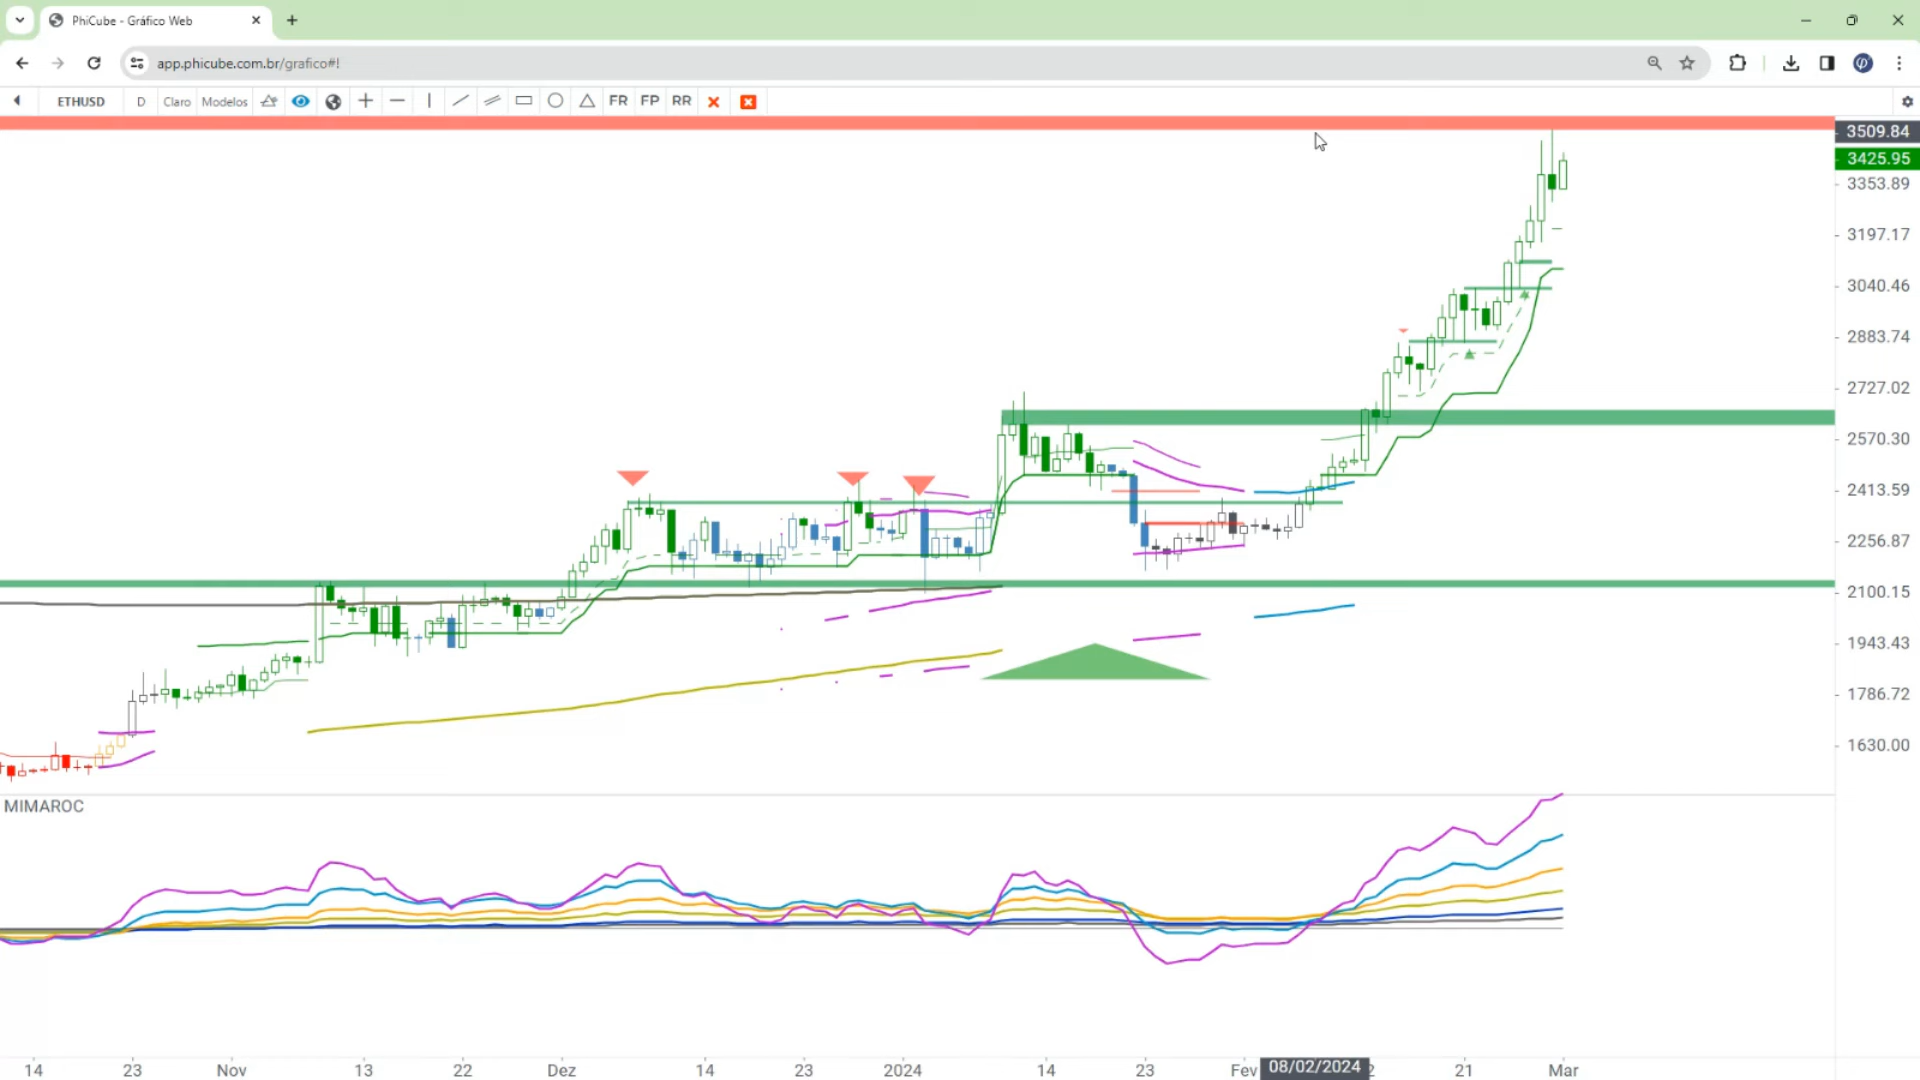 PhiCube - Gráfico Web
app.phicube.com.br/grafico#!
ETHUSD D Claro Modelos FR FP RR
3509.84
3425.95
3353.89
3197.17
3040.46
2883.74
2727.02
2570.30
2413.59
2256.87
2100.15
1943.43
1786.72
1630.00
MIMAROC
14 23 Nov 13 22 Dez 14 23 2024 14 23 Fev 08/02/2024 2 21 Mar